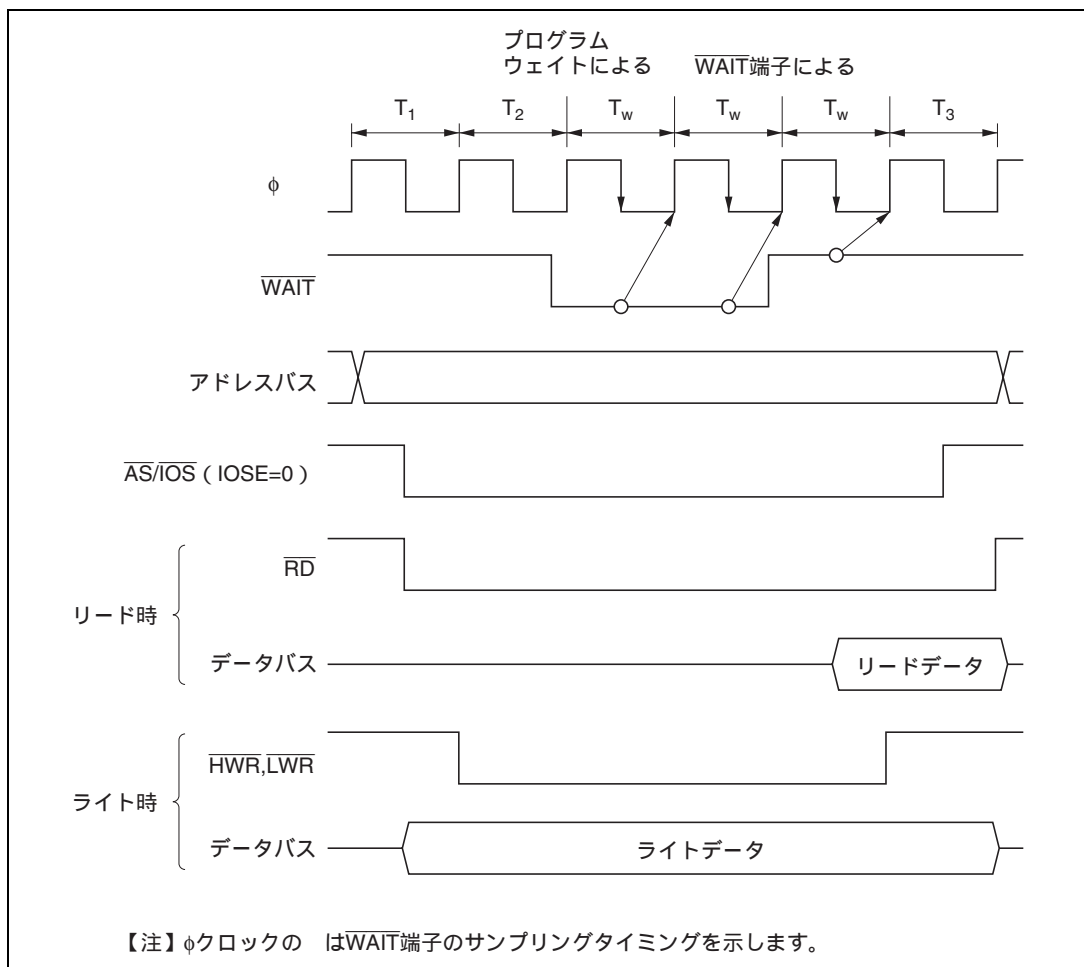 プログラム
ウェイトによる WAIT端子による
T1 T2 Tw Tw Tw T3
φ
WAIT
アドレスバス
AS/IOS(IOSE=0)
RD
リード時
データバス リードデータ
HWR,LWR
ライト時
データバス ライトデータ
【注】φクロックの は WAIT端子のサンプリングタイミングを示します。